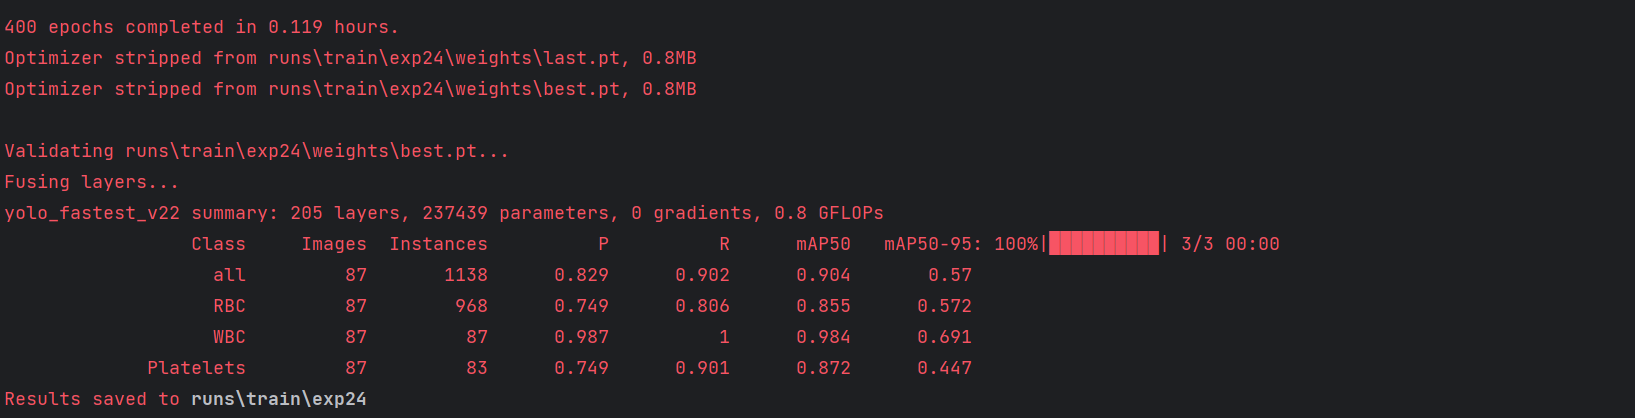 400 epochs completed in 0.119 hours.
Optimizer stripped from runs\train\exp24\weights\last.pt, 0.8MB
Optimizer stripped from runs\train\exp24\weights\best.pt, 0.8MB
Validating runs\train\exp24\weights\best.pt...
Fusing layers...
yolo_fastest_v22 summary: 205 layers, 237439 parameters, 0 gradients, 0.8 GFLOPs
Class Images Instances P R mAP50 mAP50-95: 100%|██████████| 3/3 00:00
all 87 1138 0.829 0.902 0.904 0.57
RBC 87 968 0.749 0.806 0.855 0.572
WBC 87 87 0.987 1 0.984 0.691
Platelets 87 83 0.749 0.901 0.872 0.447
Results saved to runs\train\exp24